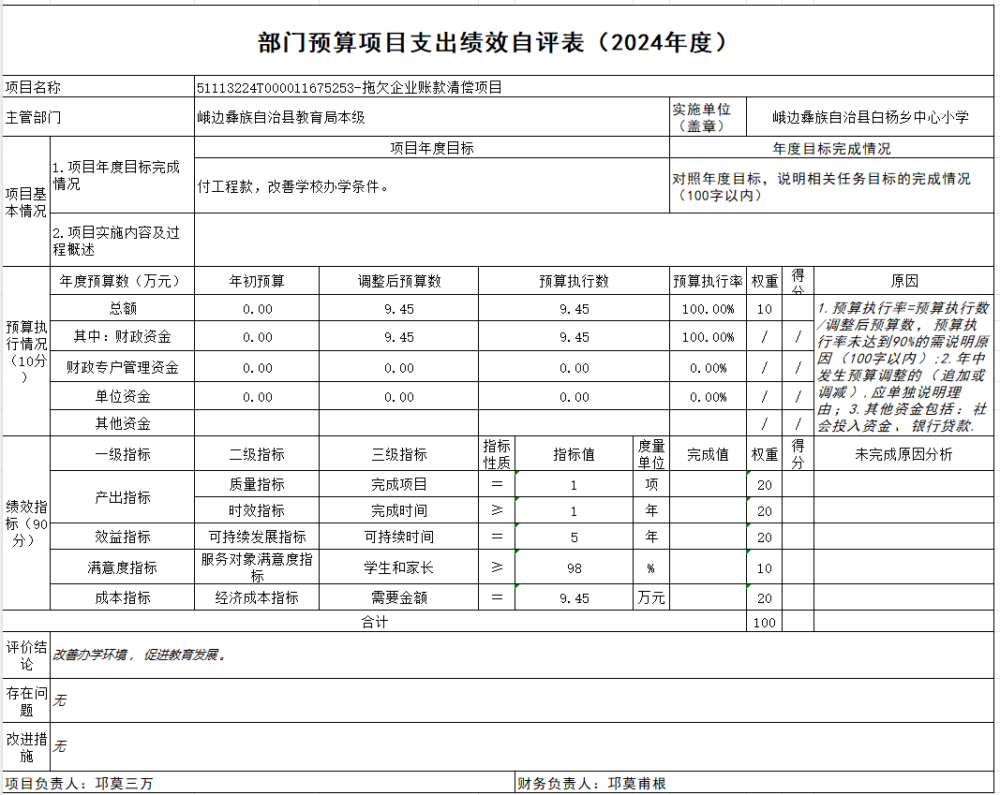 部门预算项目支出绩效自评表（2024年度）
项目名称 51113224T000011675253-拖欠企业账款清偿项目
主管部门 峨边彝族自治县教育局本级 实施单位（盖章） 峨边彝族自治县白杨乡中心小学
项目基本情况 1.项目年度目标完成情况 项目年度目标 年度目标完成情况
付工程款，改善学校办学条件。 对照年度目标，说明相关任务目标的完成情况（100字以内）
2.项目实施内容及过程概述
预算执行情况（10分） 年度预算数（万元） 年初预算 调整后预算数 预算执行数 预算执行率 权重 得分 原因
总额 0.00 9.45 9.45 100.00% 10
其中：财政资金 0.00 9.45 9.45 100.00% / /
财政专户管理资金 0.00 0.00 0.00 0.00% / /
单位资金 0.00 0.00 0.00 0.00% / /
其他资金 / /
1.预算执行率=预算执行数/调整后预算数，预算执行率未达到90%的需说明原因（100字以内）;2.年中发生预算调整的（追加或调减）,应单独说明理由；3.其他资金包括：社会投入资金、银行贷款.
绩效指标（90分） 一级指标 二级指标 三级指标 指标性质 指标值 度量单位 完成值 权重 得分 未完成原因分析
产出指标 质量指标 完成项目 ＝ 1 项 20
时效指标 完成时间 ≥ 1 年 20
效益指标 可持续发展指标 可持续时间 ＝ 5 年 20
满意度指标 服务对象满意度指标 学生和家长 ≥ 98 % 10
成本指标 经济成本指标 需要金额 ＝ 9.45 万元 20
合计 100
评价结论 改善办学环境，促进教育发展。
存在问题 无
改进措施 无
项目负责人：邛莫三万 财务负责人：邛莫甫根